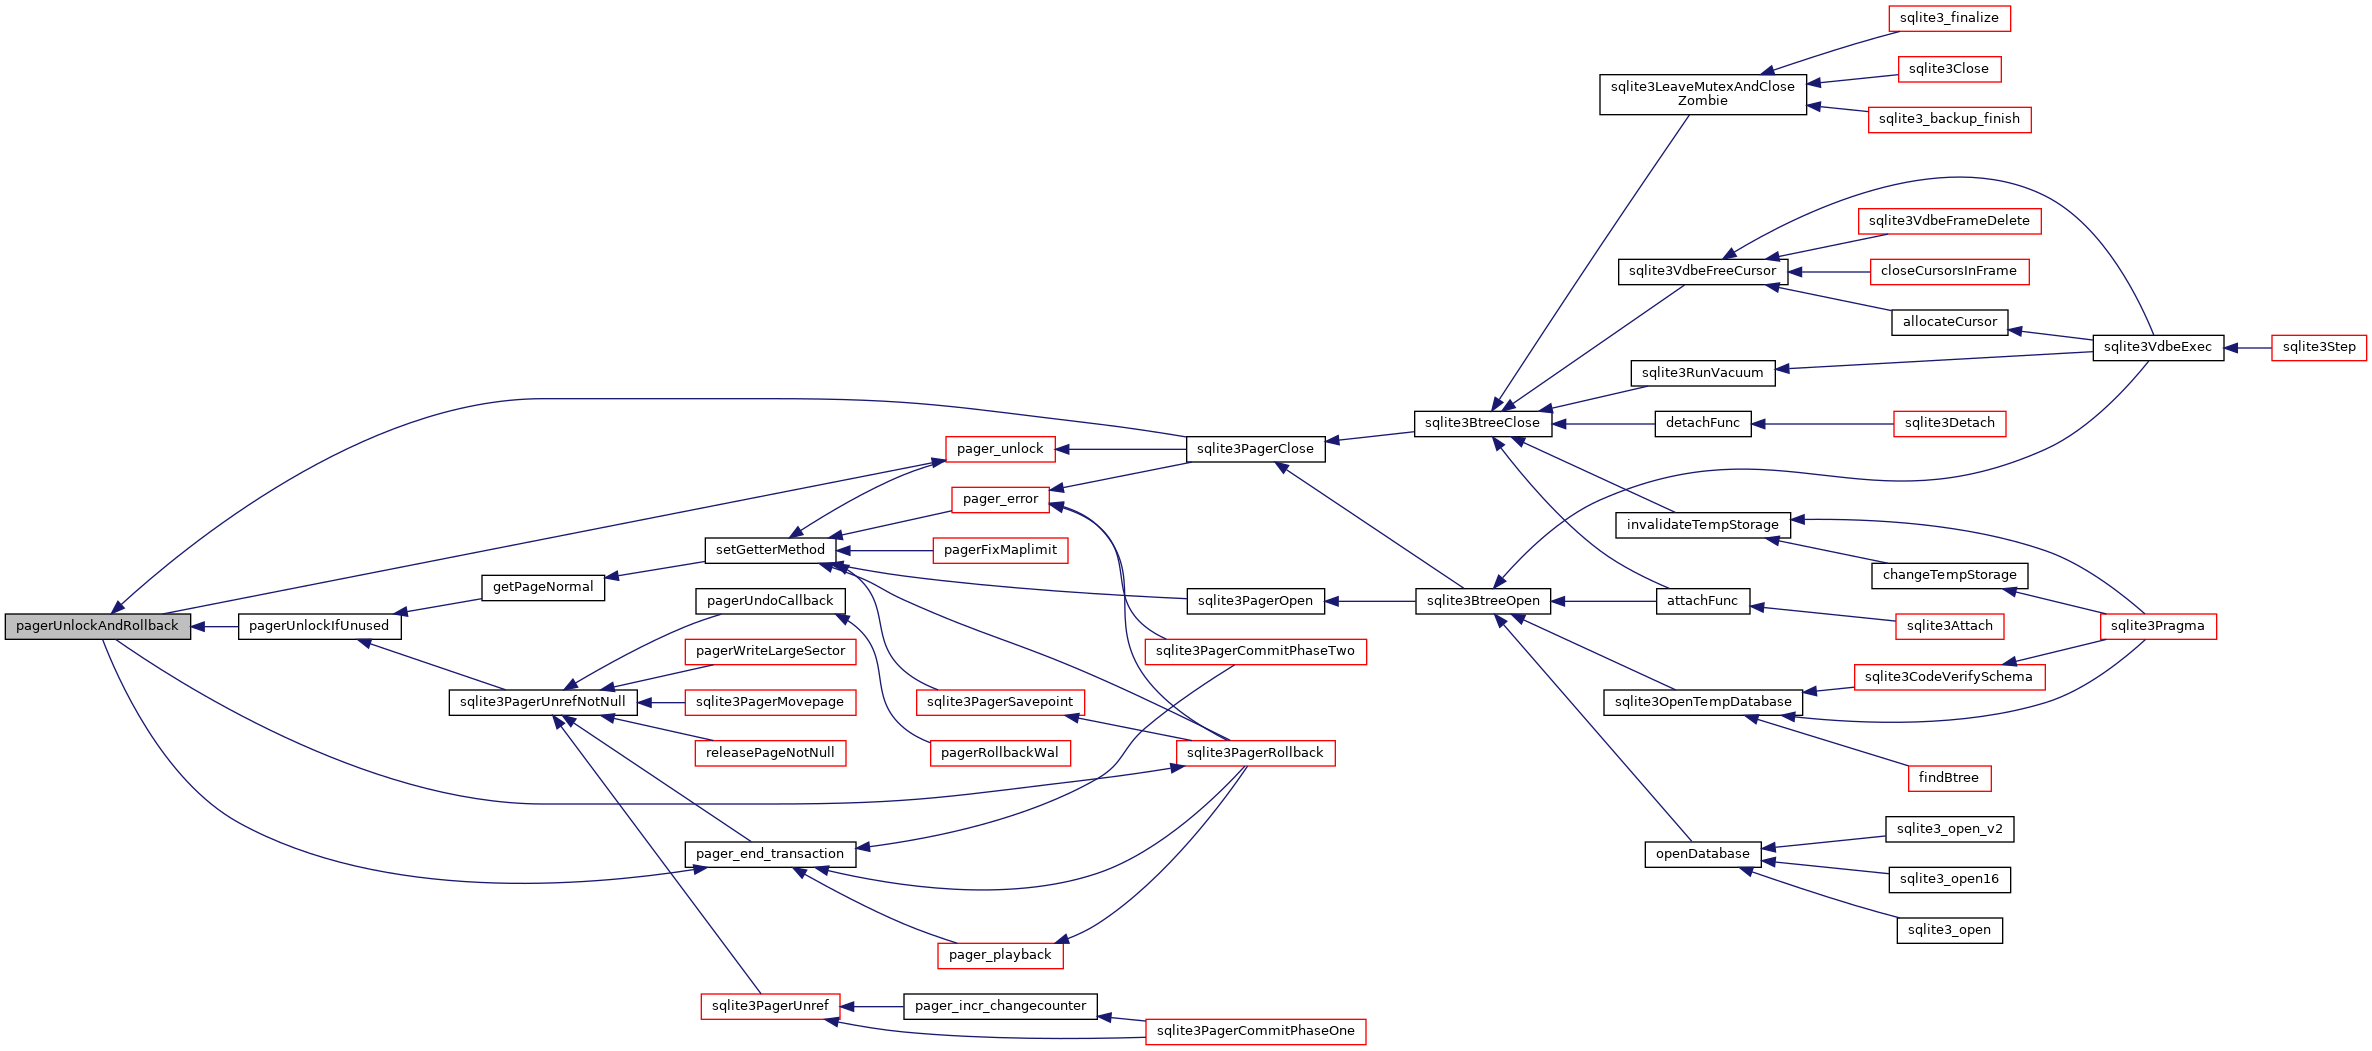 sqlite3_finalize
sqlite3Close
sqlite3LeaveMutexAndClose
Zombie
sqlite3_backup_finish
sqlite3VdbeFrameDelete
sqlite3VdbeFreeCursor
closeCursorsInFrame
allocateCursor
sqlite3VdbeExec
sqlite3Step
sqlite3RunVacuum
sqlite3BtreeClose
detachFunc
sqlite3Detach
pager_unlock
sqlite3PagerClose
pager_error
invalidateTempStorage
setGetterMethod
pagerFixMaplimit
changeTempStorage
getPageNormal
pagerUndoCallback
sqlite3PagerOpen
sqlite3BtreeOpen
attachFunc
pagerUnlockAndRollback
pagerUnlockIfUnused
sqlite3Attach
sqlite3Pragma
pagerWriteLargeSector
sqlite3PagerCommitPhaseTwo
sqlite3CodeVerifySchema
sqlite3PagerUnrefNotNull
sqlite3PagerMovepage
sqlite3PagerSavepoint
sqlite3OpenTempDatabase
releasePageNotNull
pagerRollbackWal
sqlite3PagerRollback
findBtree
sqlite3_open_v2
pager_end_transaction
openDatabase
sqlite3_open16
sqlite3_open
pager_playback
sqlite3PagerUnref
pager_incr_changecounter
sqlite3PagerCommitPhaseOne